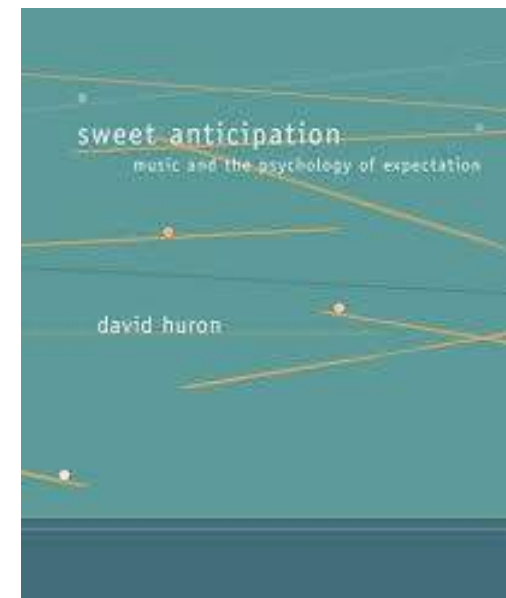 sweet anticipation
music and the psychology of expectation
david huron